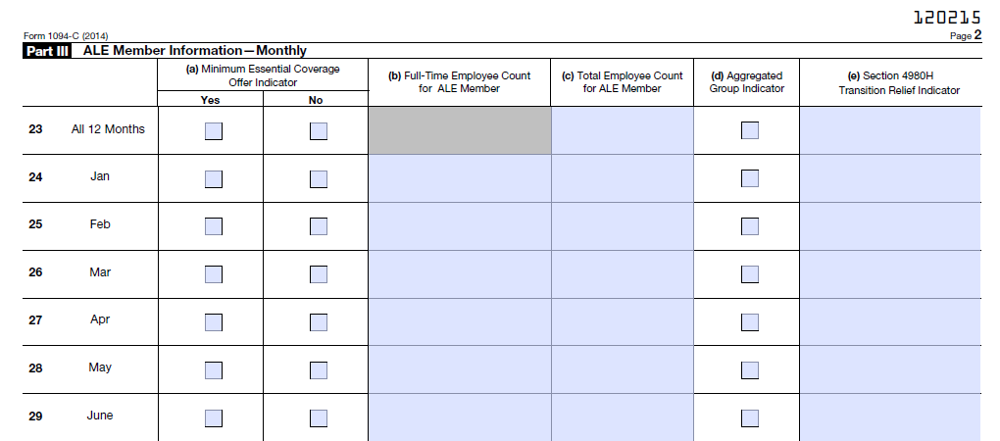 120215
Form 1094-C (2014) Page 2
Part III ALE Member Information—Monthly
(a) Minimum Essential Coverage
Offer Indicator
Yes No
(b) Full-Time Employee Count
for ALE Member
(c) Total Employee Count
for ALE Member
(d) Aggregated
Group Indicator
(e) Section 4980H
Transition Relief Indicator
23 All 12 Months
24 Jan
25 Feb
26 Mar
27 Apr
28 May
29 June